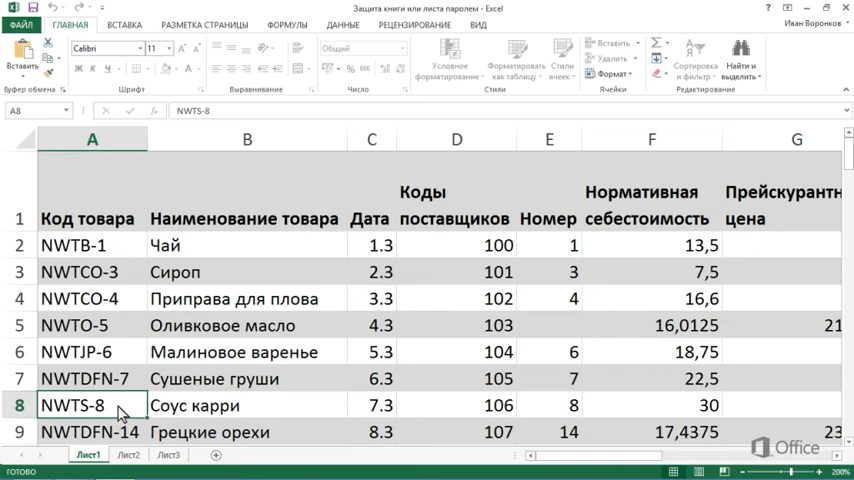 Защита книги или листа паролем - Excel
Иван Воронков
ФАЙЛ ГЛАВНАЯ ВСТАВКА РАЗМЕТКА СТРАНИЦЫ ФОРМУЛЫ ДАННЫЕ РЕЦЕНЗИРОВАНИЕ ВИД
Вставить
Calibri 11
Ж К Ч
Общий
Условное форматирование
Форматировать как таблицу
Стили ячеек
Вставить
Удалить
Формат
Сортировка и фильтр
Найти и выделить
Буфер обмена Шрифт Выравнивание Число Стили Ячейки Редактирование
A8 NWTS-8
A B C D E F G
1 Код товара Наименование товара Дата Коды поставщиков Номер Нормативная себестоимость Прейскурантн цена
2 NWTB-1 Чай 1.3 100 1 13,5
3 NWTCO-3 Сироп 2.3 101 3 7,5
4 NWTCO-4 Приправа для плова 3.3 102 4 16,6
5 NWTO-5 Оливковое масло 4.3 103 16,0125 21
6 NWTJP-6 Малиновое варенье 5.3 104 6 18,75
7 NWTDFN-7 Сушеные груши 6.3 105 7 22,5
8 NWTS-8 Соус карри 7.3 106 8 30
9 NWTDFN-14 Грецкие орехи 8.3 107 14 17,4375 23
Office
Лист1 Лист2 Лист3
ГОТОВО 200%